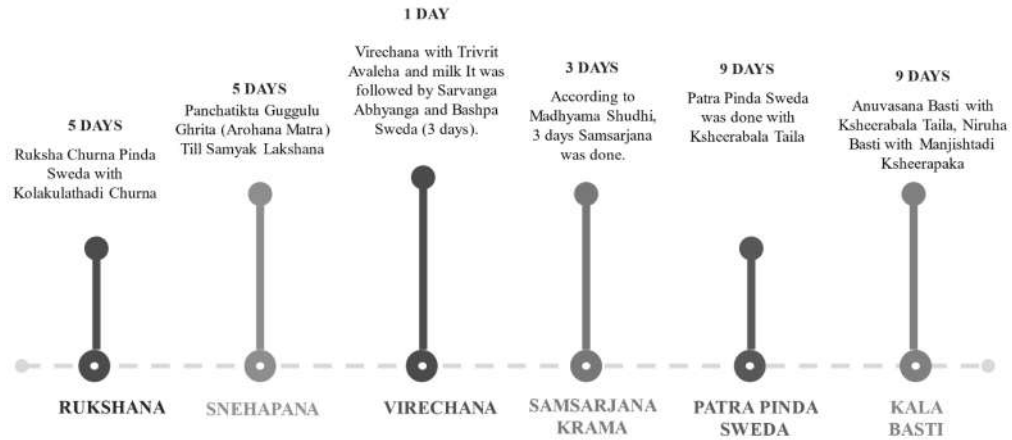 5 DAYS
Ruksha Churna Pinda
Sweda with
Kolakulathadi Churna
5 DAYS
Panchatikta Guggulu
Ghrita (Arohana Matra)
Till Samyak Lakshana
1 DAY
Virechana with Trivrit
Avaleha and milk It was
followed by Sarvanga
Abhyanga and Bashpa
Sweda (3 days).
3 DAYS
According to
Madhyama Shudhi,
3 days Samsarjana
was done.
9 DAYS
Patra Pinda Sweda
was done with
Ksheerabala Taila
9 DAYS
Anuvasana Basti with
Ksheerabala Taila, Niruha
Basti with Manjishtadi
Ksheerapaka
RUKSHANA
SNEHAPANA
VIRECHANA
SAMSARJANA
KRAMA
PATRA PINDA
SWEDA
KALA
BASTI